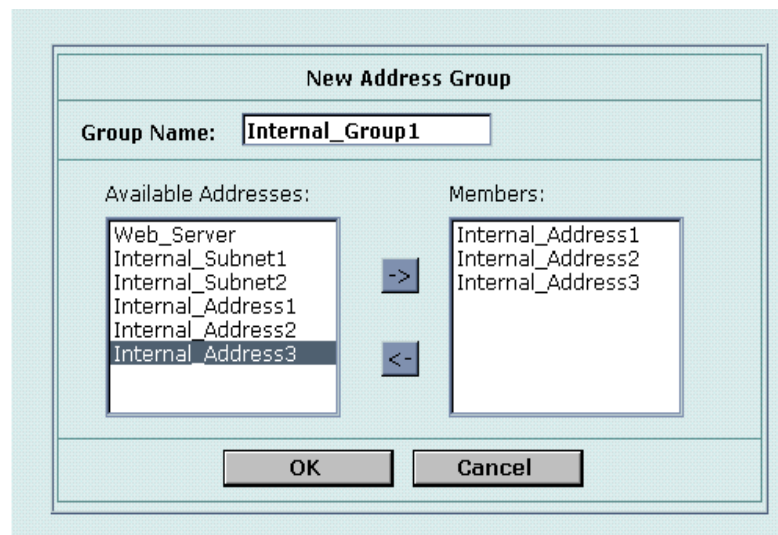 New Address Group
Group Name: Internal_Group1
Available Addresses:
Web_Server
Internal_Subnet1
Internal_Subnet2
Internal_Address1
Internal_Address2
Internal_Address3
->
<-
Members:
Internal_Address1
Internal_Address2
Internal_Address3
OK Cancel